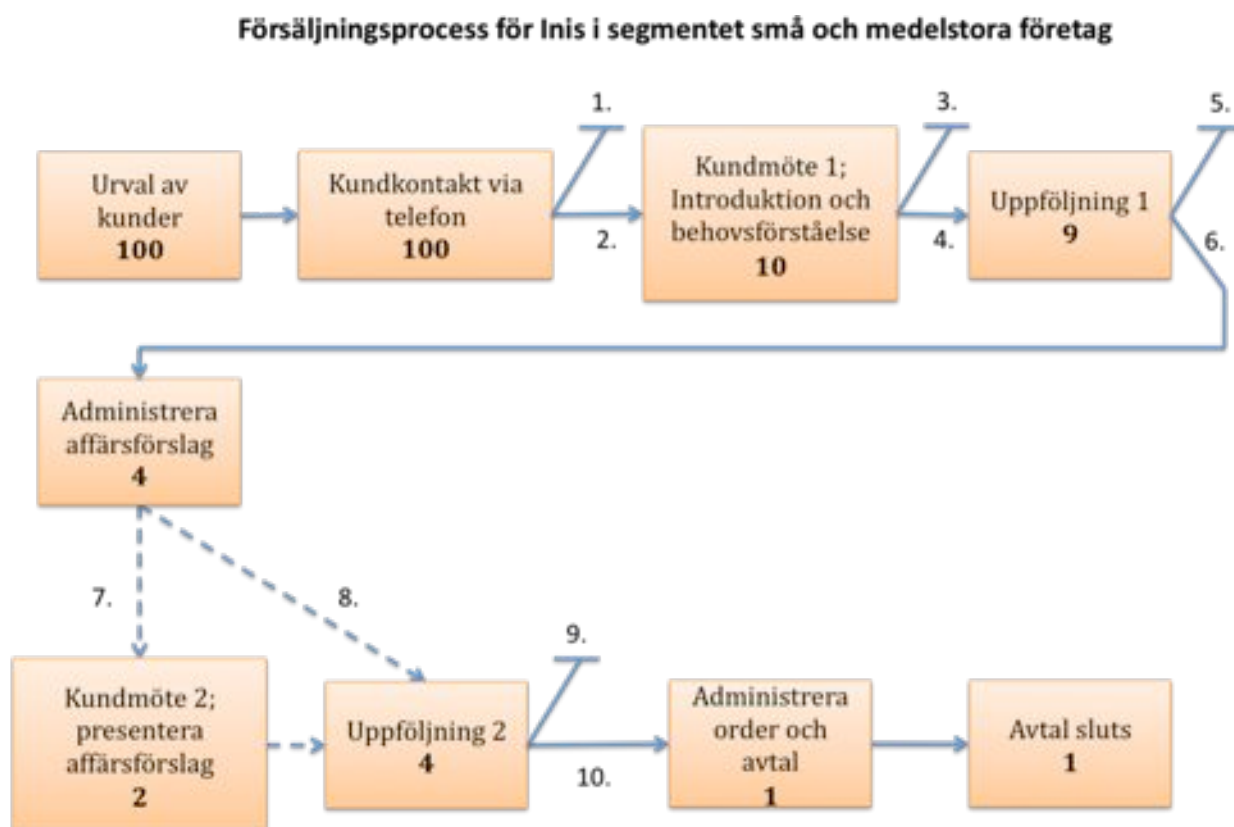 Försäljningsprocess för Inis i segmentet små och medelstora företag
1.
3.
5.
Urval av
kunder
100
Kundkontakt via
telefon
100
2.
Kundmöte 1;
Introduktion och
behovsförståelse
10
4.
Uppföljning 1
9
6.
Administrera
affärsförslag
4
7.
8.
9.
Kundmöte 2;
presentera
affärsförslag
2
Uppföljning 2
4
10.
Administrera
order och
avtal
1
Avtal sluts
1